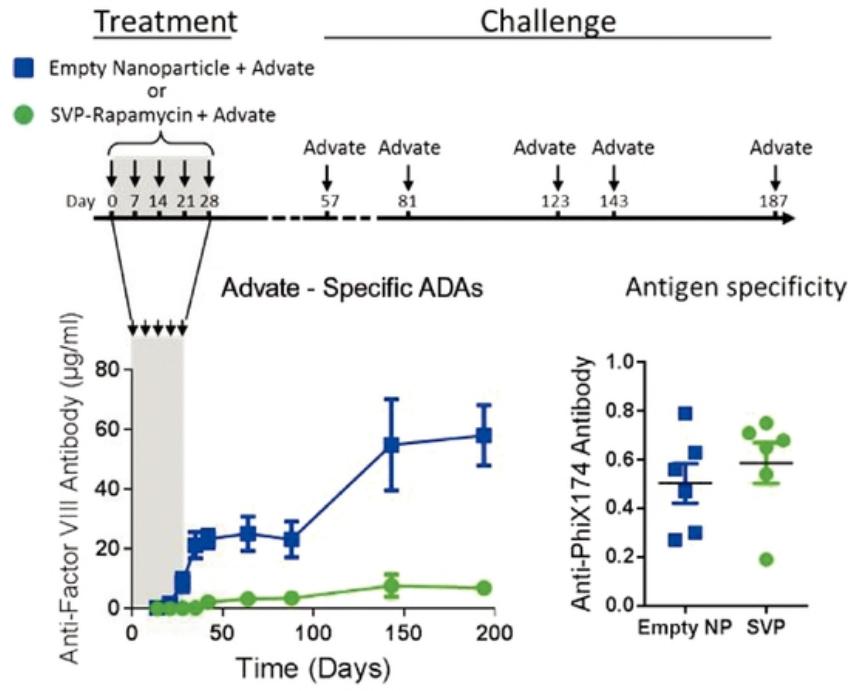 Treatment
Challenge
Empty Nanoparticle + Advate
or
SVP-Rapamycin + Advate
Advate Advate Advate Advate Advate
Day 0 7 14 21 28 57 81 123 143 187
Advate - Specific ADAs
Anti-Factor VIII Antibody (µg/ml)
80
60
40
20
0
0 50 100 150 200
Time (Days)
Antigen specificity
Anti-PhiX174 Antibody
1.0
0.8
0.6
0.4
0.2
0.0
Empty NP SVP